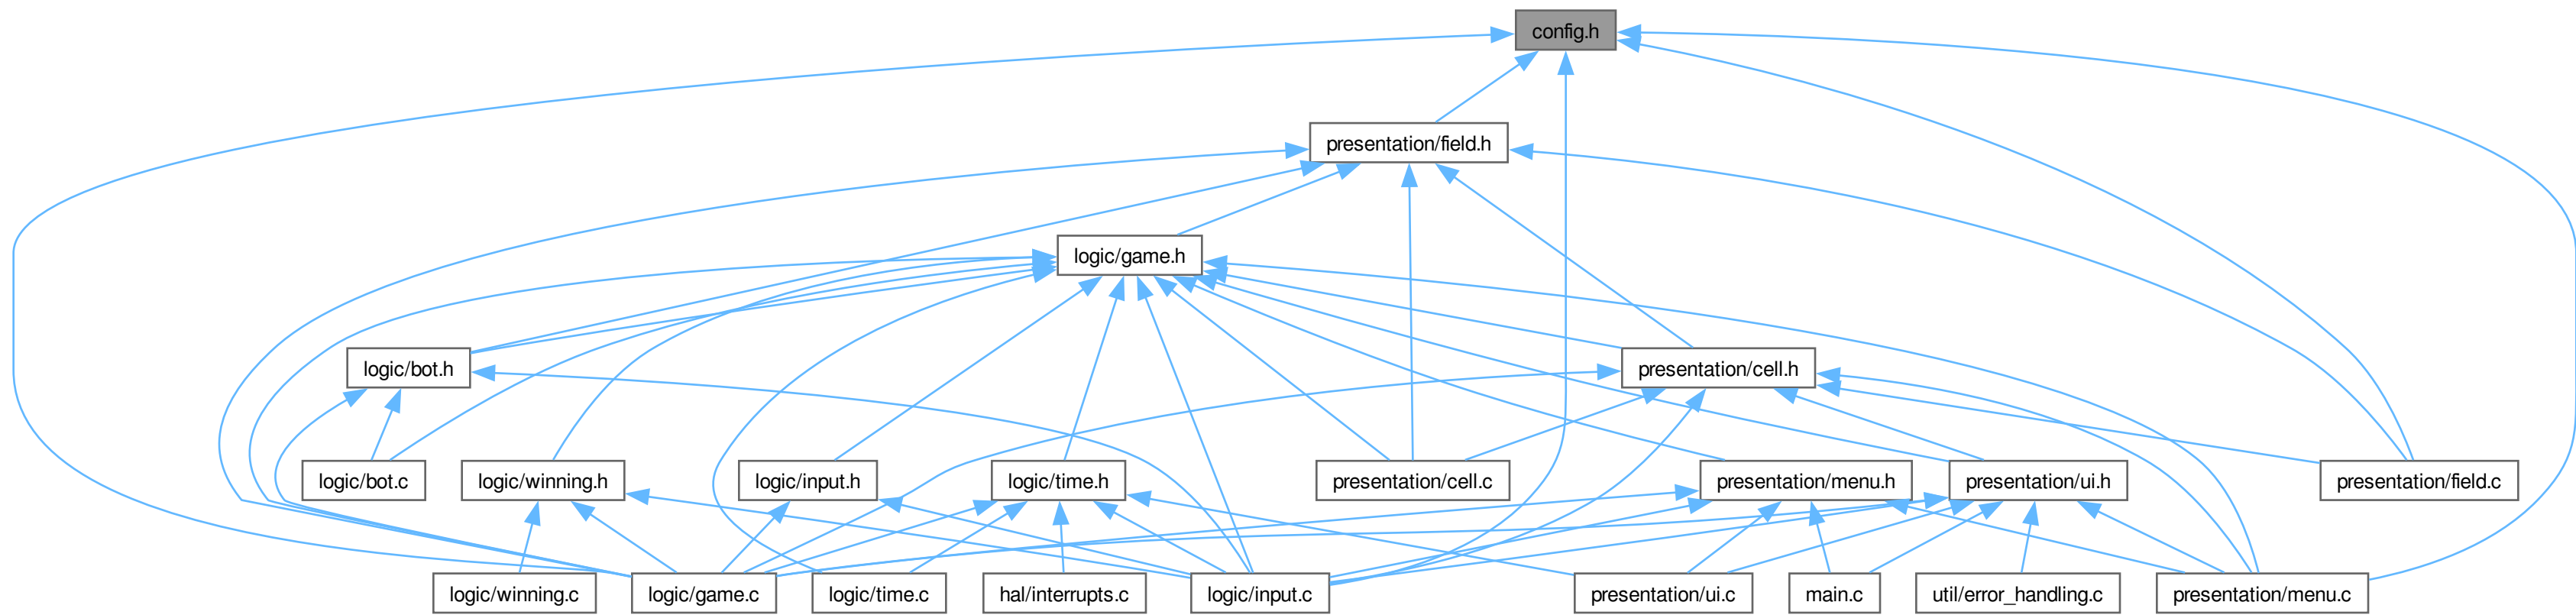 config.h
presentation/field.h
logic/game.h
logic/bot.h
presentation/cell.h
logic/bot.c
logic/winning.h
logic/input.h
logic/time.h
presentation/cell.c
presentation/menu.h
presentation/ui.h
presentation/field.c
logic/winning.c
logic/game.c
logic/time.c
hal/interrupts.c
logic/input.c
presentation/ui.c
main.c
util/error_handling.c
presentation/menu.c